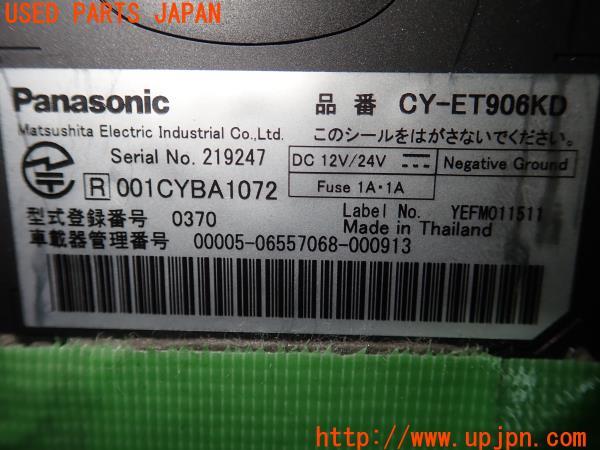 USED PARTS JAPAN
Panasonic 品番 CY-ET906KD
Matsushita Electric Industrial Co.,Ltd. このシールをはがさないでください。
Serial No. 219247 DC 12V/24V Negative Ground
R 001CYBA1072 Fuse 1A・1A
型式登録番号 0370 Label No. YEFM011511
Made in Thailand
車載器管理番号 00005-06557068-000913
UPJ
http://www.upjpn.com/